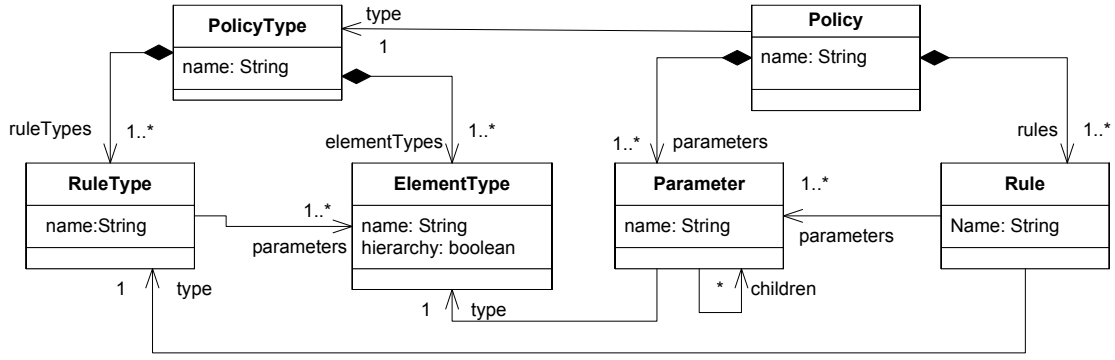 PolicyType
type
Policy
1
name: String
name: String
ruleTypes
1..*
elementTypes
1..*
1..*
parameters
rules
1..*
RuleType
ElementType
Parameter
Rule
1..*
1..*
name:String
name: String
name: String
Name: String
parameters
hierarchy: boolean
parameters
1
type
1
type
*
children